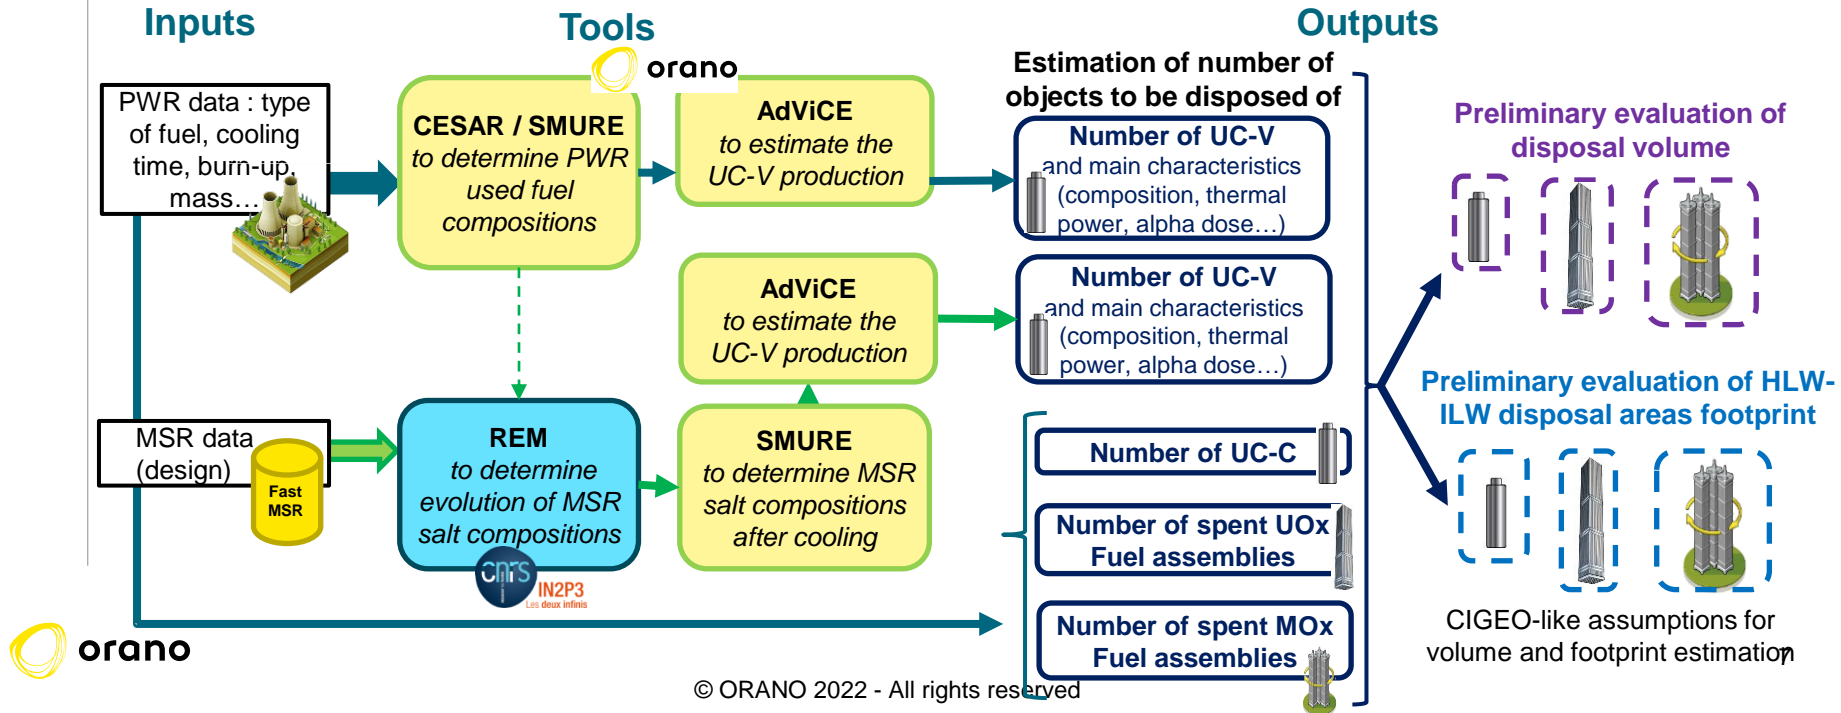 Inputs
Tools
Outputs
orano
PWR data : type
of fuel, cooling
time, burn-up,
mass…
CESAR / SMURE
to determine PWR
used fuel
compositions
AdViCE
to estimate the
UC-V production
Estimation of number of
objects to be disposed of
Number of UC-V
and main characteristics
(composition, thermal
power, alpha dose…)
Preliminary evaluation of
disposal volume
AdViCE
to estimate the
UC-V production
Number of UC-V
and main characteristics
(composition, thermal
power, alpha dose…)
MSR data
(design)
Fast
MSR
REM
to determine
evolution of MSR
salt compositions
cnrs
IN2P3
Les deux infinis
SMURE
to determine MSR
salt compositions
after cooling
Number of UC-C
Number of spent UOx
Fuel assemblies
Number of spent MOx
Fuel assemblies
Preliminary evaluation of HLW-
ILW disposal areas footprint
CIGEO-like assumptions for
volume and footprint estimation
7
orano
© ORANO 2022 - All rights reserved